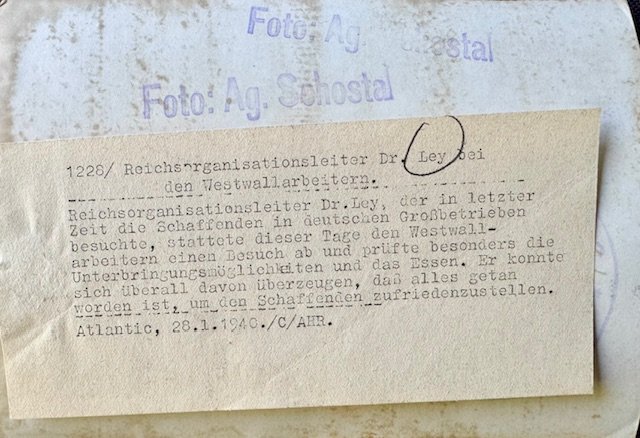 Foto: Ag. Schostal
Foto: Ag. Schostal
1228/ Reichsorganisationsleiter Dr. Ley bei
den Westwallarbeitern.
Reichsorganisationsleiter Dr.Ley, der in letzter
Zeit die Schaffenden in deutschen Großbetrieben
besuchte, stattete dieser Tage den Westwall-
arbeitern einen Besuch ab und prüfte besonders die
Unterbringungsmöglichkeiten und das Essen. Er konnte
sich überall davon überzeugen, daß alles getan
worden ist, um den Schaffenden zufriedenzustellen.
Atlantic, 28.1.1940./C/AHR.